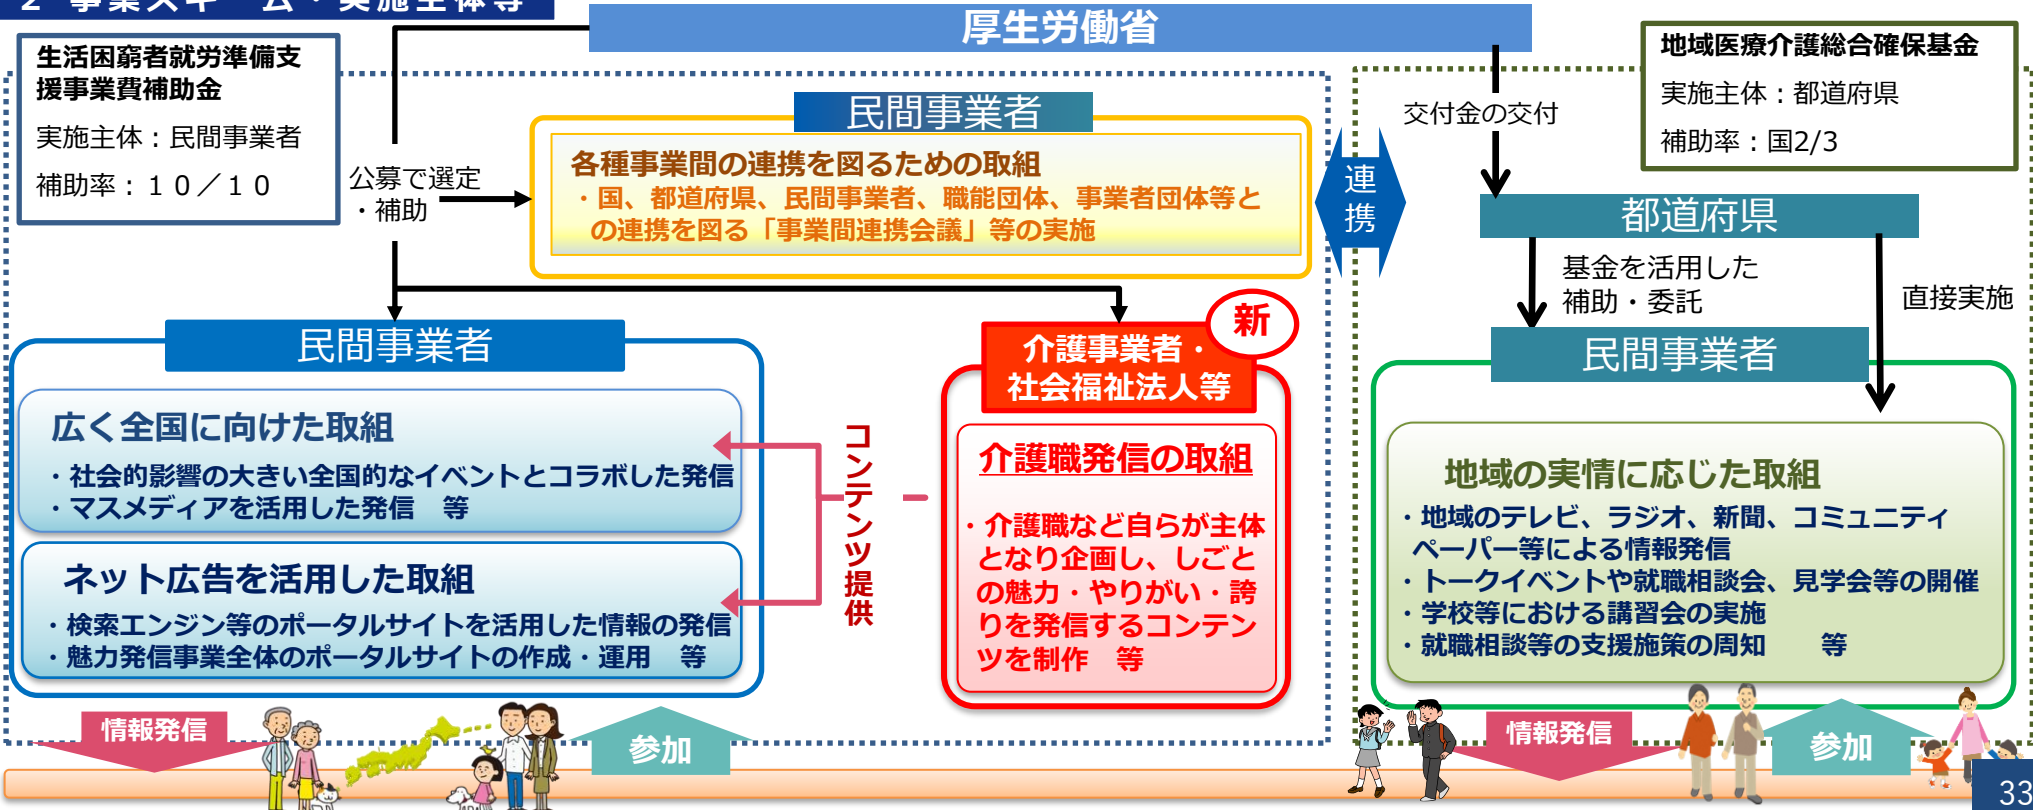 2 事業スキーム・実施主体等
厚生労働省
生活困窮者就労準備支
援事業費補助金
実施主体：民間事業者
補助率：１０／１０
公募で選定
・補助
民間事業者
各種事業間の連携を図るための取組
・国、都道府県、民間事業者、職能団体、事業者団体等と
の連携を図る「事業間連携会議」等の実施
連
携
地域医療介護総合確保基金
実施主体：都道府県
補助率：国2/3
交付金の交付
都道府県
基金を活用した
補助・委託
直接実施
民間事業者
広く全国に向けた取組
・社会的影響の大きい全国的なイベントとコラボした発信
・マスメディアを活用した発信　等
ネット広告を活用した取組
・検索エンジン等のポータルサイトを活用した情報の発信
・魅力発信事業全体のポータルサイトの作成・運用　等
コンテンツ提供
新
介護事業者・
社会福祉法人等
介護職発信の取組
・介護職など自らが主体
となり企画し、しごと
の魅力・やりがい・誇
りを発信するコンテン
ツを制作　等
民間事業者
地域の実情に応じた取組
・地域のテレビ、ラジオ、新聞、コミュニティ
ペーパー等による情報発信
・トークイベントや就職相談会、見学会等の開催
・学校等における講習会の実施
・就職相談等の支援施策の周知　　等
情報発信
参加
情報発信
参加
33